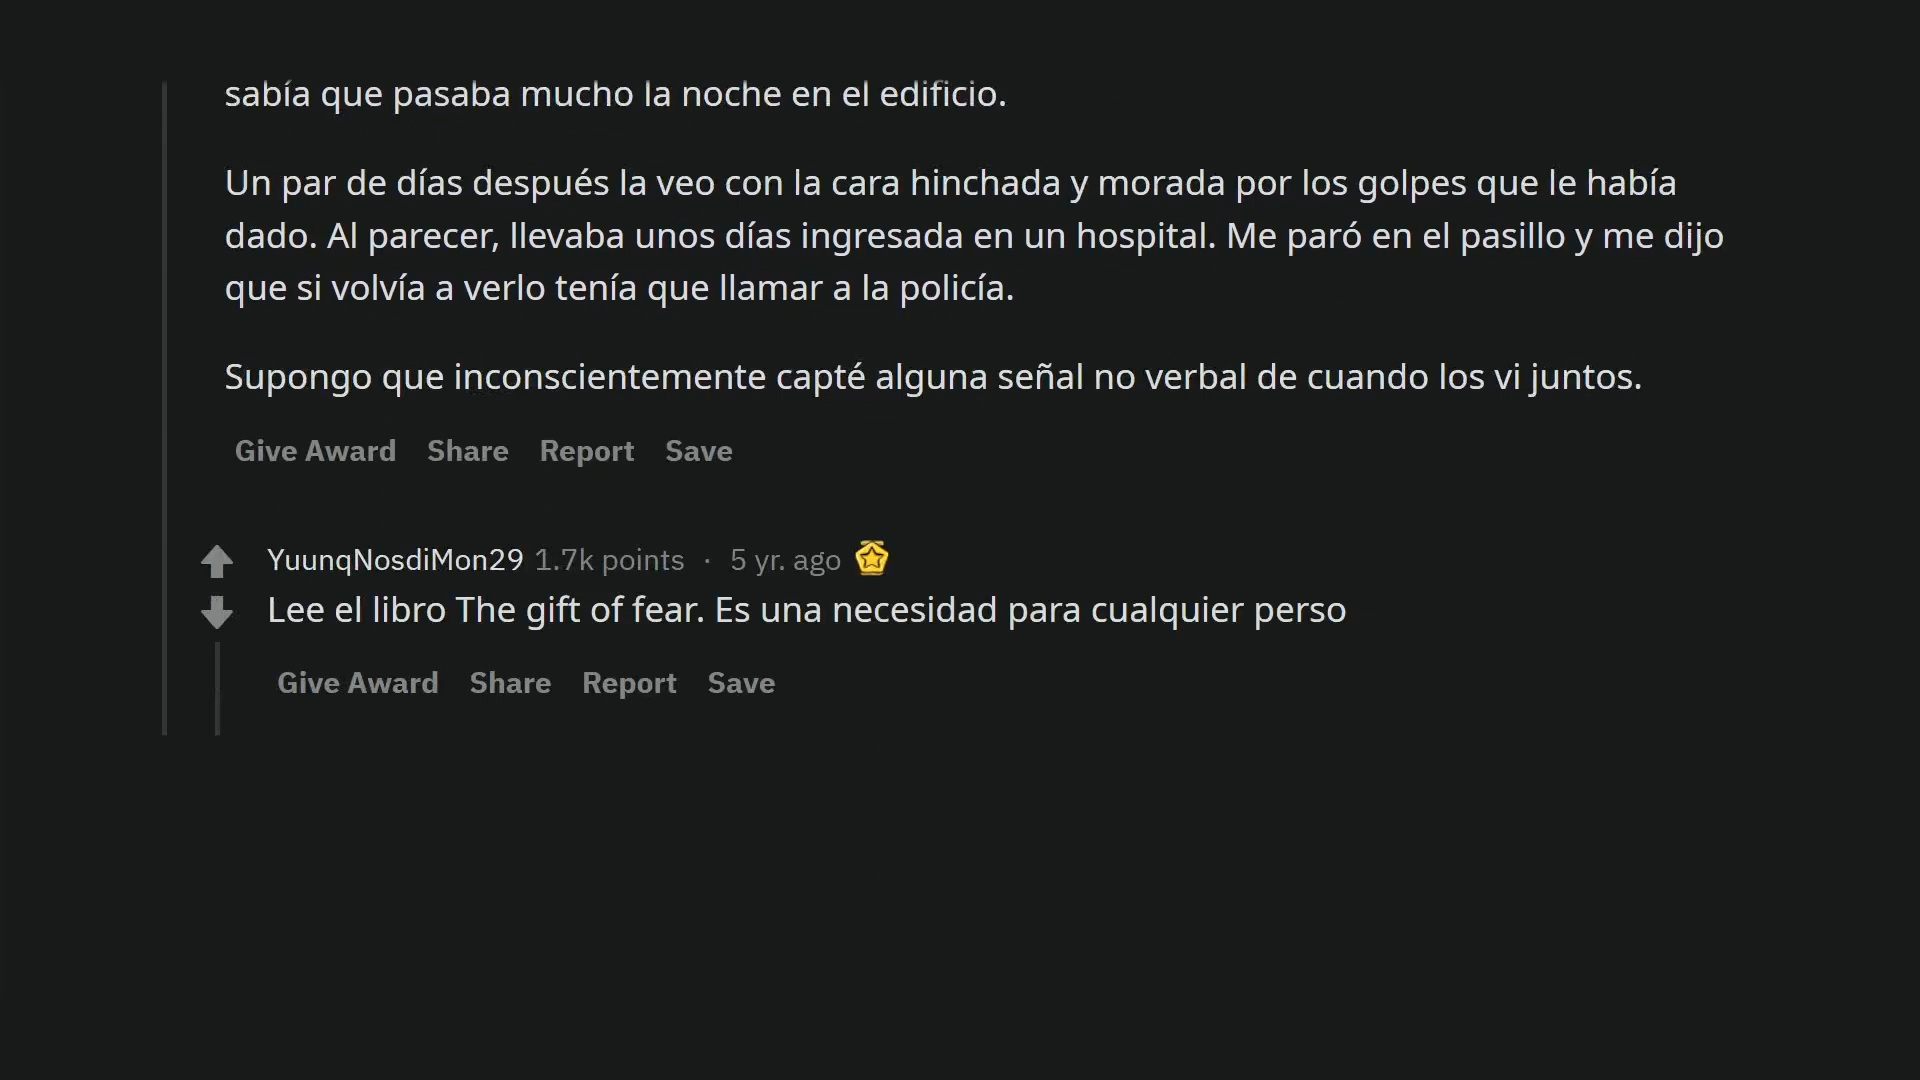 sabía que pasaba mucho la noche en el edificio.
Un par de días después la veo con la cara hinchada y morada por los golpes que le había
dado. Al parecer, llevaba unos días ingresada en un hospital. Me paró en el pasillo y me dijo
que si volvía a verlo tenía que llamar a la policía.
Supongo que inconscientemente capté alguna señal no verbal de cuando los vi juntos.
Give Award Share Report Save
YuunqNosdiMon29 1.7k points · 5 yr. ago
Lee el libro The gift of fear. Es una necesidad para cualquier perso
Give Award Share Report Save